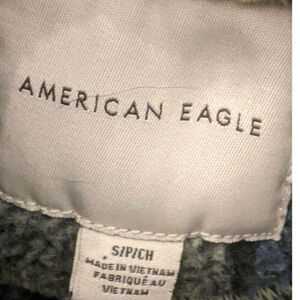 AMERICAN EAGLE
S/P/CH
MADE IN VIETNAM
FABRIQUÉ AU
VIETNAM